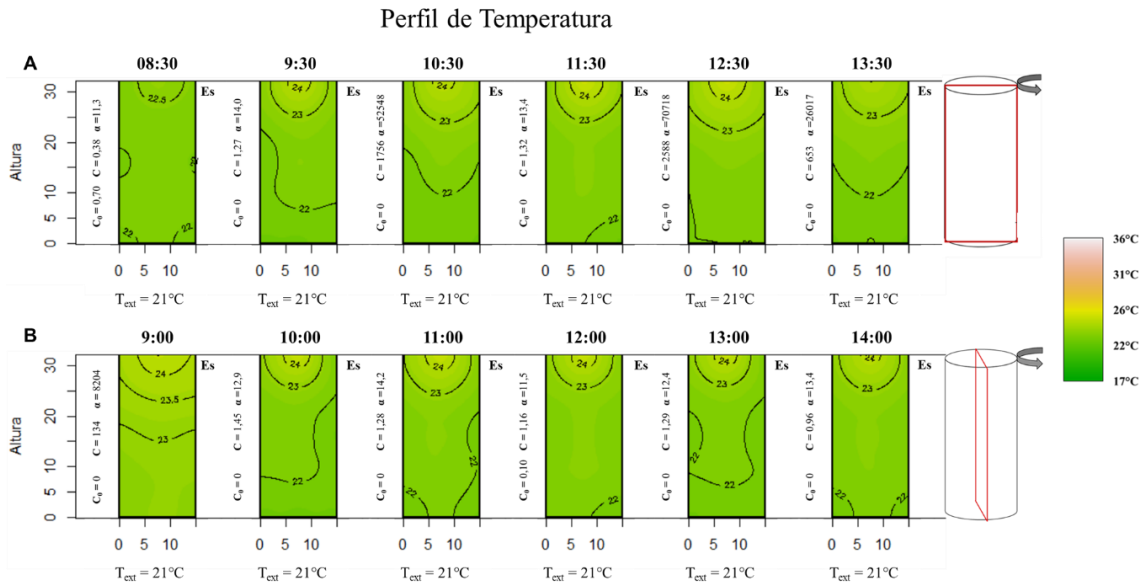 Perfil de Temperatura
A
08:30 9:30 10:30 11:30 12:30 13:30
Altura
30
20
10
5
0
C₀ = 0,70 C = 0,38 α =11,3
22.5
22
22
22
Es
C₀ = 0 C = 1,27 α =14,0
24
23
22
Es
C₀ = 0 C = 1756 α =52548
24
23
22
Es
C₀ = 0 C = 1,32 α =13,4
24
23
22
Es
C₀ = 0 C = 2588 α =70718
24
23
Es
C₀ = 0 C = 653 α =26017
24
23
22
0 5 10 0 5 10 0 5 10 0 5 10 0 5 10 0 5 10
Text = 21°C Text = 21°C Text = 21°C Text = 21°C Text = 21°C Text = 21°C
36°C
31°C
26°C
22°C
17°C
B
9:00 10:00 11:00 12:00 13:00 14:00
Altura
30
20
10
5
0
C₀ = 0 C = 134 α =8204
24
23.5
23
Es
C₀ = 0 C = 1,45 α =12,9
24
23
22
Es
C₀ = 0 C = 1,28 α =14,2
24
23
22
22
Es
C₀ = 0,10 C = 1,16 α =11,5
24
23
22
Es
C₀ = 0 C = 1,29 α =12,4
24
23
22
22
Es
C₀ = 0 C = 0,96 α =13,4
24
23
22
22
0 5 10 0 5 10 0 5 10 0 5 10 0 5 10 0 5 10
Text = 21°C Text = 21°C Text = 21°C Text = 21°C Text = 21°C Text = 21°C